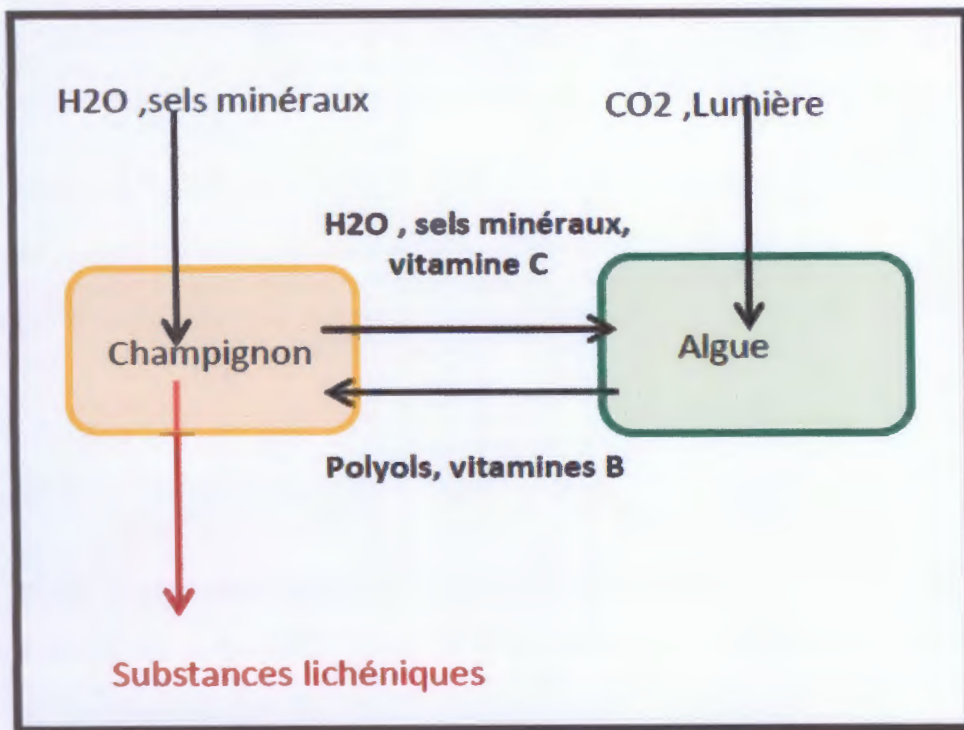 H2O ,sels minéraux
CO2 ,Lumière
H2O , sels minéraux,
vitamine C
Champignon
Algue
Polyols, vitamines B
Substances lichéniques